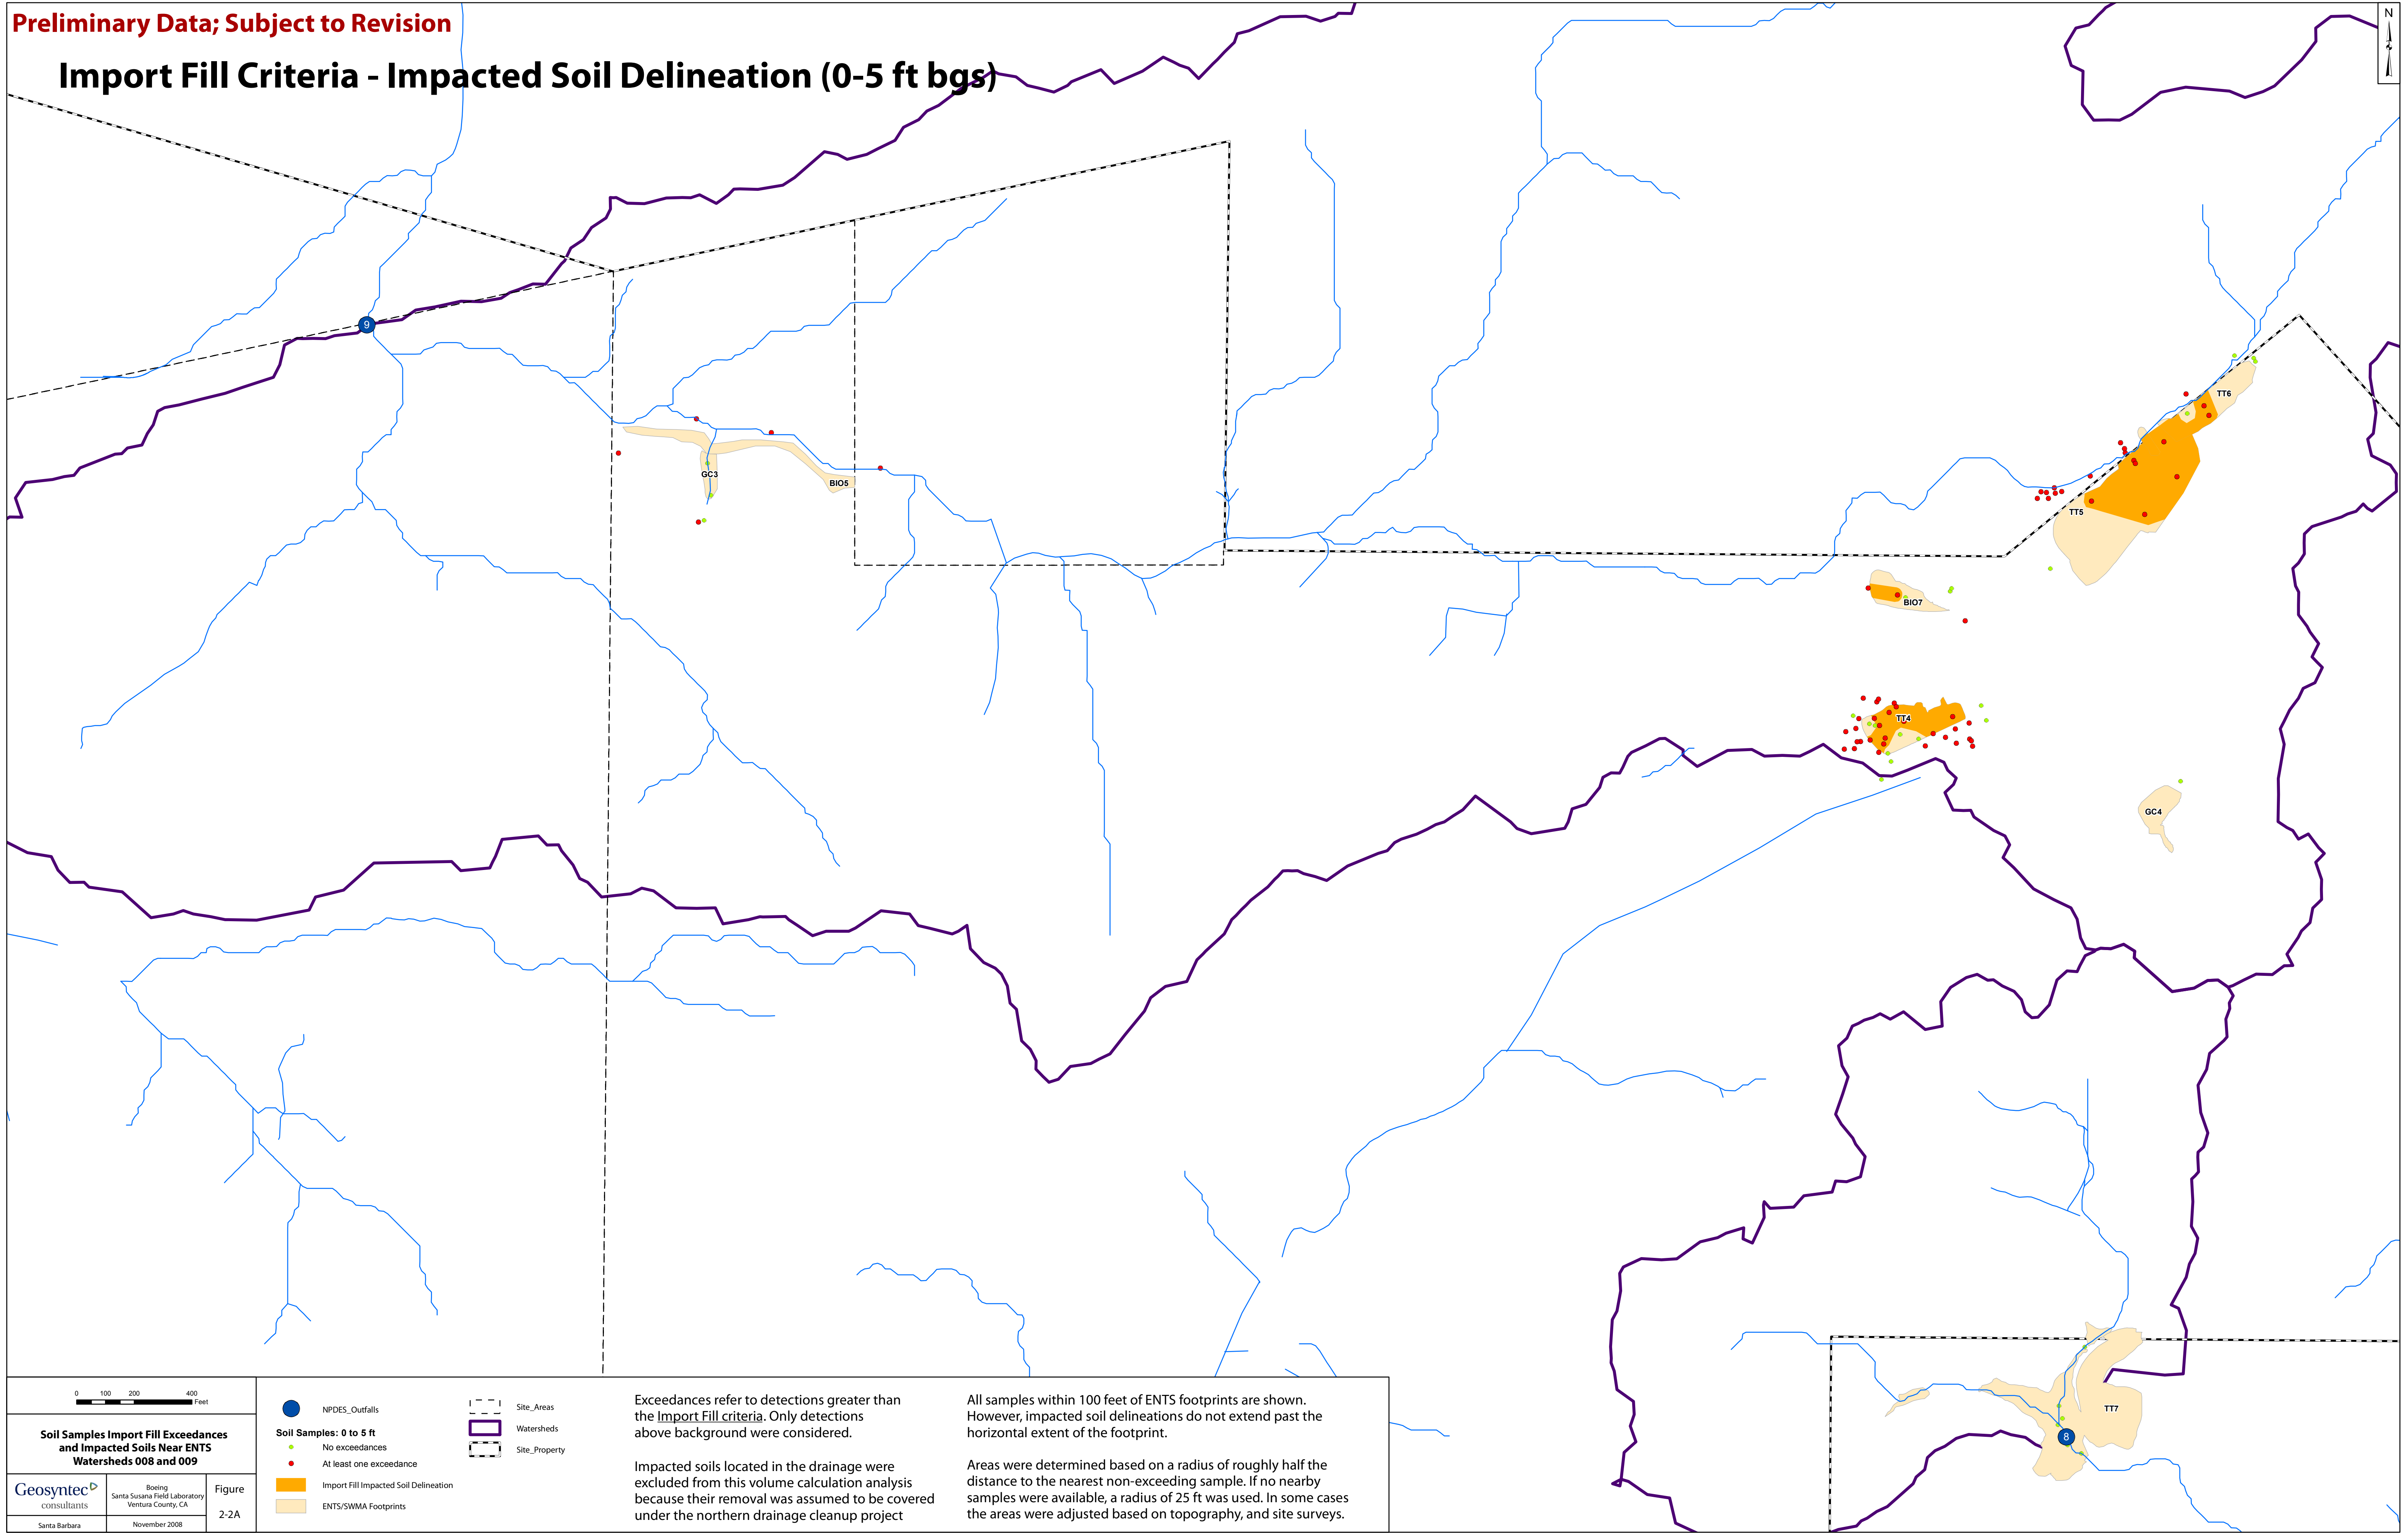 Preliminary Data; Subject to Revision
Import Fill Criteria - Impacted Soil Delineation (0-5 ft bgs)
N
9
TT6
GC3
BIO5
TT5
BIO7
TT4
GC4
TT7
8
0 100 200 400
Feet
Soil Samples Import Fill Exceedances
and Impacted Soils Near ENTS
Watersheds 008 and 009
Geosyntec
consultants
Boeing
Santa Susana Field Laboratory
Ventura County, CA
Figure
2-2A
Santa Barbara
November 2008
NPDES_Outfalls
Soil Samples: 0 to 5 ft
No exceedances
At least one exceedance
Import Fill Impacted Soil Delineation
ENTS/SWMA Footprints
Site_Areas
Watersheds
Site_Property
Exceedances refer to detections greater than
the Import Fill criteria. Only detections
above background were considered.
Impacted soils located in the drainage were
excluded from this volume calculation analysis
because their removal was assumed to be covered
under the northern drainage cleanup project
All samples within 100 feet of ENTS footprints are shown.
However, impacted soil delineations do not extend past the
horizontal extent of the footprint.
Areas were determined based on a radius of roughly half the
distance to the nearest non-exceeding sample. If no nearby
samples were available, a radius of 25 ft was used. In some cases
the areas were adjusted based on topography, and site surveys.